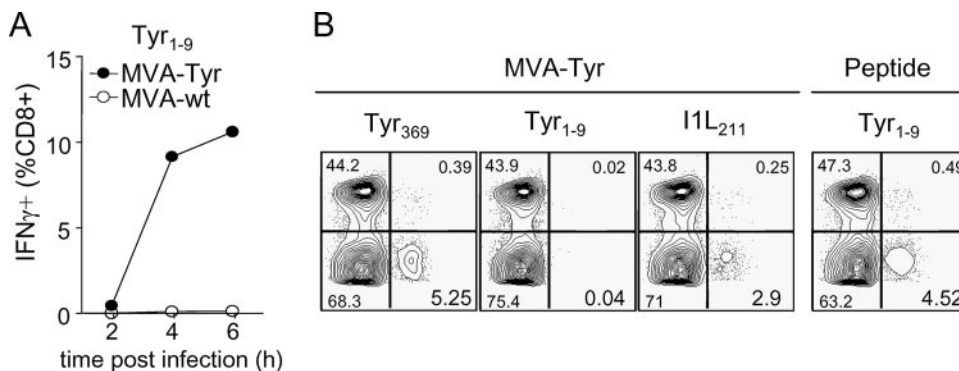 A
Tyr1-9
15
10
5
0
MVA-Tyr
MVA-wt
IFNγ+ (%CD8+)
2 4 6
time post infection (h)
B
MVA-Tyr Peptide
Tyr369 Tyr1-9 I1L211 Tyr1-9
44.2 0.39 43.9 0.02 43.8 0.25 47.3 0.49
68.3 5.25 75.4 0.04 71 2.9 63.2 4.52